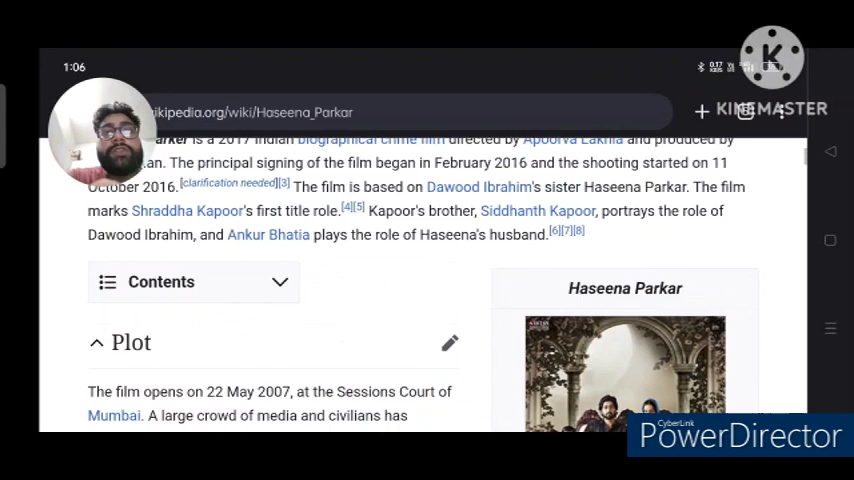 1:06
0.17
KINEMASTER
ikipedia.org/wiki/Haseena_Parkar
is a 2017 Indian biographical crime film directed by Apoorva Lakhia and produced by
an. The principal signing of the film began in February 2016 and the shooting started on 11
October 2016.[clarification needed][3] The film is based on Dawood Ibrahim's sister Haseena Parkar. The film
marks Shraddha Kapoor's first title role.[4][5] Kapoor's brother, Siddhanth Kapoor, portrays the role of
Dawood Ibrahim, and Ankur Bhatia plays the role of Haseena's husband.[6][7][8]
Contents
Haseena Parkar
Plot
The film opens on 22 May 2007, at the Sessions Court of
Mumbai. A large crowd of media and civilians has
CyberLink
PowerDirector